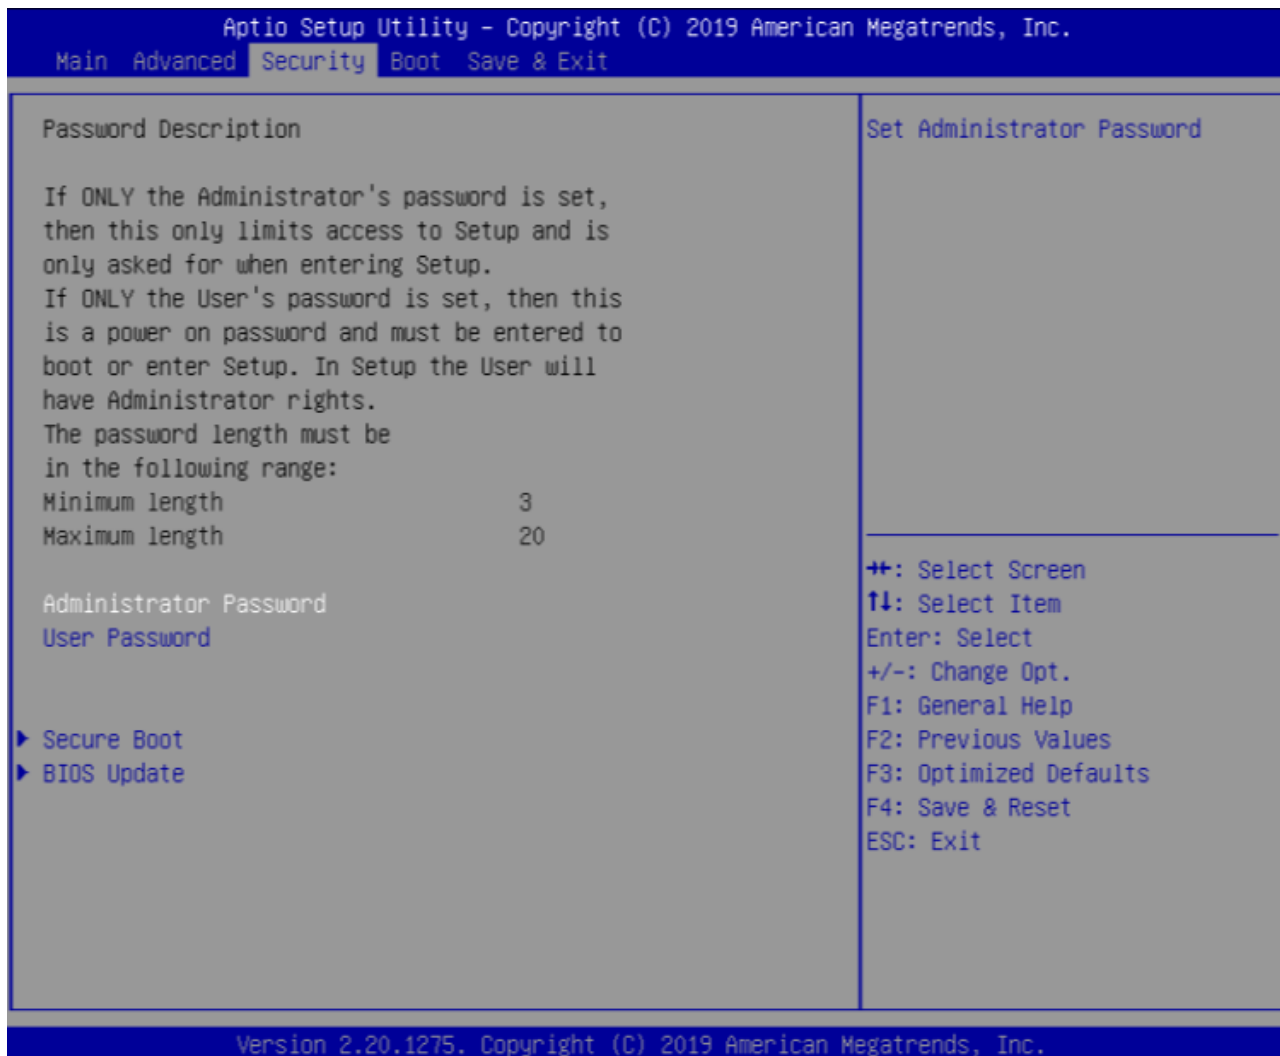 Aptio Setup Utility – Copyright (C) 2019 American Megatrends, Inc.
Main Advanced Security Boot Save & Exit
Password Description
If ONLY the Administrator's password is set,
then this only limits access to Setup and is
only asked for when entering Setup.
If ONLY the User's password is set, then this
is a power on password and must be entered to
boot or enter Setup. In Setup the User will
have Administrator rights.
The password length must be
in the following range:
Minimum length 3
Maximum length 20
Administrator Password
User Password
Secure Boot
BIOS Update
Set Administrator Password
→←: Select Screen
↑↓: Select Item
Enter: Select
+/-: Change Opt.
F1: General Help
F2: Previous Values
F3: Optimized Defaults
F4: Save & Reset
ESC: Exit
Version 2.20.1275. Copyright (C) 2019 American Megatrends, Inc.